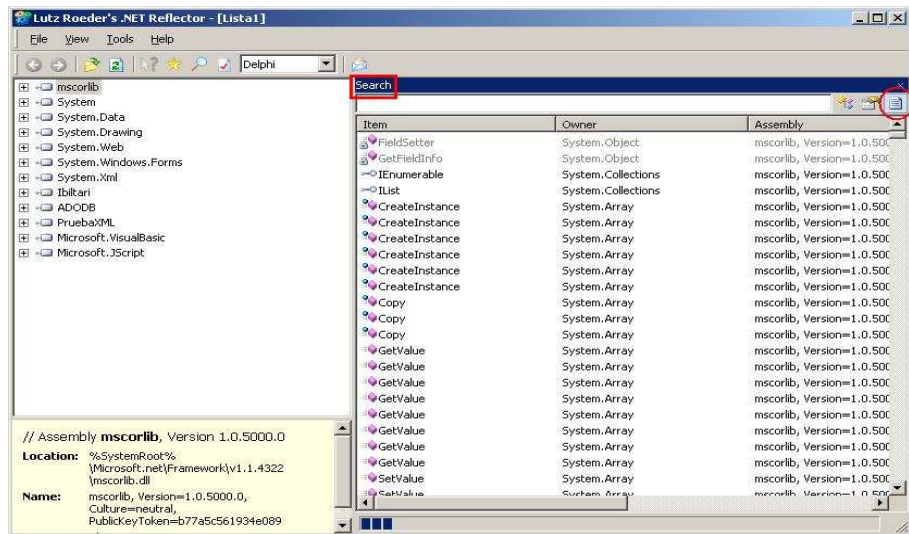 Lutz Roeder's .NET Reflector - [Lista1]
File View Tools Help
Delphi
mscorlib
System
System.Data
System.Drawing
System.Web
System.Windows.Forms
System.Xml
Ibiltari
ADODB
PruebaXML
Microsoft.VisualBasic
Microsoft.JScript
// Assembly mscorlib, Version 1.0.5000.0
Location: %SystemRoot%
\Microsoft.net\Framework\v1.1.4322
\mscorlib.dll
Name: mscorlib, Version=1.0.5000.0,
Culture=neutral,
PublicKeyToken=b77a5c561934e089
Search
Item Owner Assembly
FieldSetter System.Object mscorlib, Version=1.0.500
GetFieldInfo System.Object mscorlib, Version=1.0.500
IEnumerable System.Collections mscorlib, Version=1.0.500
IList System.Collections mscorlib, Version=1.0.500
CreateInstance System.Array mscorlib, Version=1.0.500
CreateInstance System.Array mscorlib, Version=1.0.500
CreateInstance System.Array mscorlib, Version=1.0.500
CreateInstance System.Array mscorlib, Version=1.0.500
CreateInstance System.Array mscorlib, Version=1.0.500
CreateInstance System.Array mscorlib, Version=1.0.500
Copy System.Array mscorlib, Version=1.0.500
Copy System.Array mscorlib, Version=1.0.500
Copy System.Array mscorlib, Version=1.0.500
GetValue System.Array mscorlib, Version=1.0.500
GetValue System.Array mscorlib, Version=1.0.500
GetValue System.Array mscorlib, Version=1.0.500
GetValue System.Array mscorlib, Version=1.0.500
GetValue System.Array mscorlib, Version=1.0.500
GetValue System.Array mscorlib, Version=1.0.500
GetValue System.Array mscorlib, Version=1.0.500
GetValue System.Array mscorlib, Version=1.0.500
SetValue System.Array mscorlib, Version=1.0.500
SetValue System.Array mscorlib, Version=1.0.500